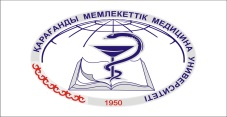 ҚАРАҒАНДЫ МЕМЛЕКЕТТІК МЕДИЦИНА УНИВЕРСИТЕТІ
1950